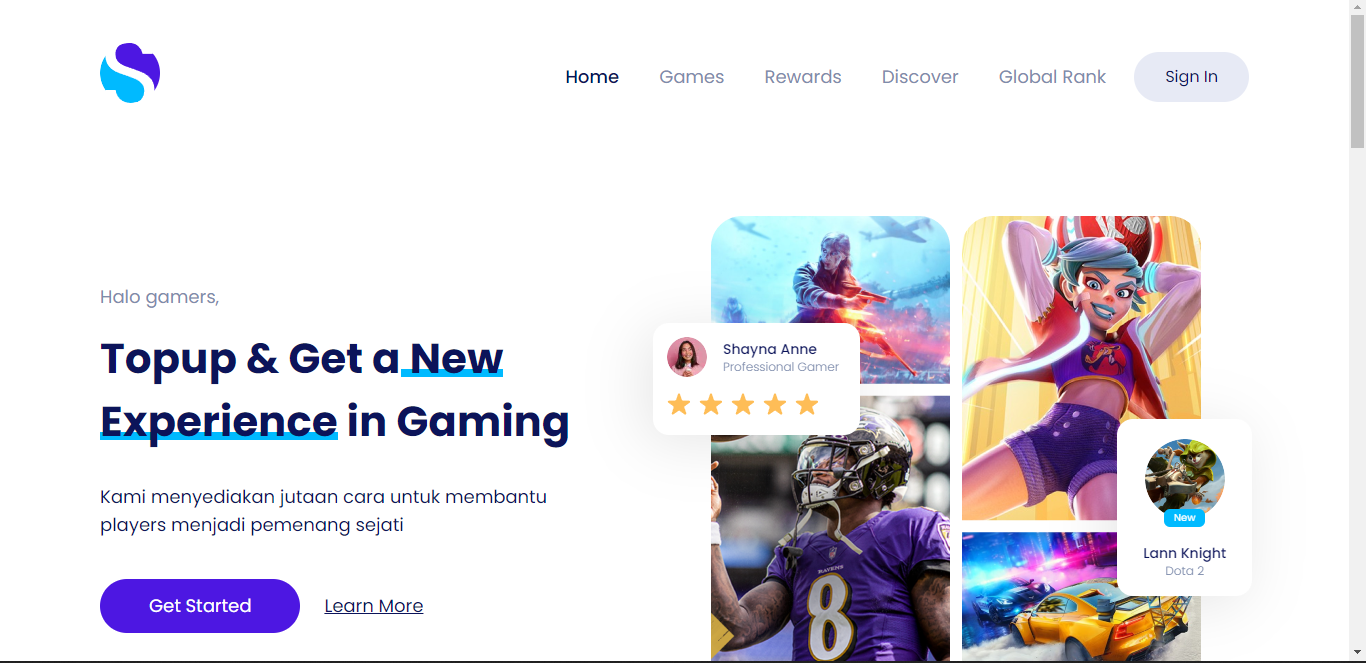 Home Games Rewards Discover Global Rank Sign In
Halo gamers,
Topup & Get a New
Experience in Gaming
Kami menyediakan jutaan cara untuk membantu
players menjadi pemenang sejati
Get Started Learn More
Shayna Anne
Professional Gamer
RAVENS
8
New
Lann Knight
Dota 2